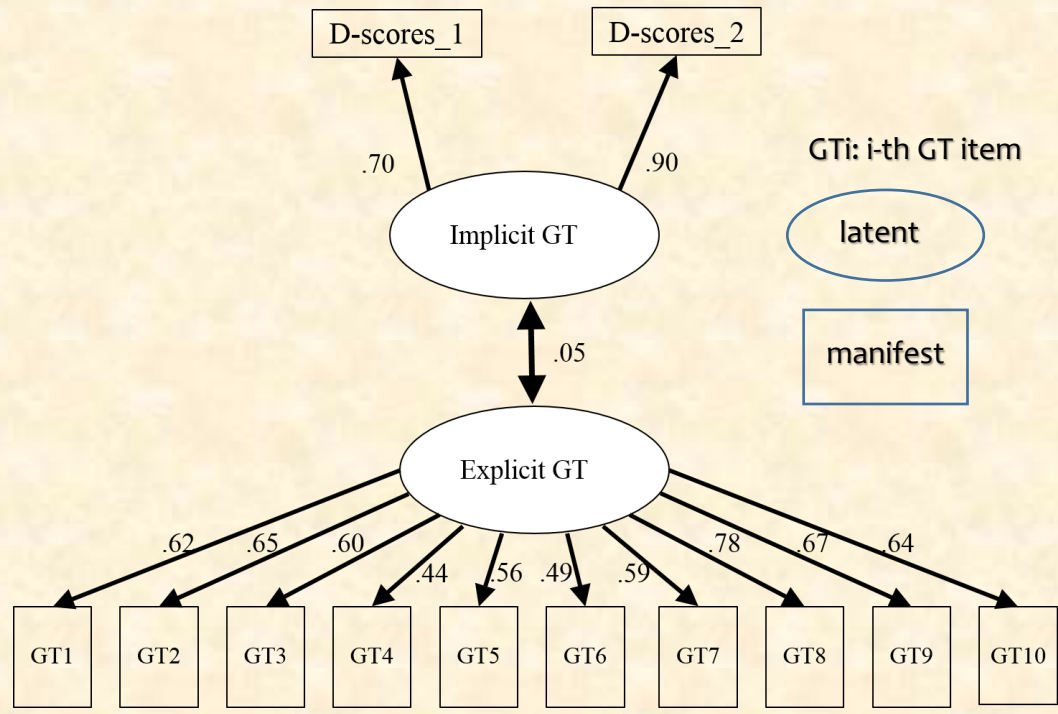 D-scores_1
D-scores_2
.70
.90
GTi: i-th GT item
Implicit GT
latent
.05
manifest
Explicit GT
.62
.65
.60
.44
.56
.49
.59
.78
.67
.64
GT1
GT2
GT3
GT4
GT5
GT6
GT7
GT8
GT9
GT10